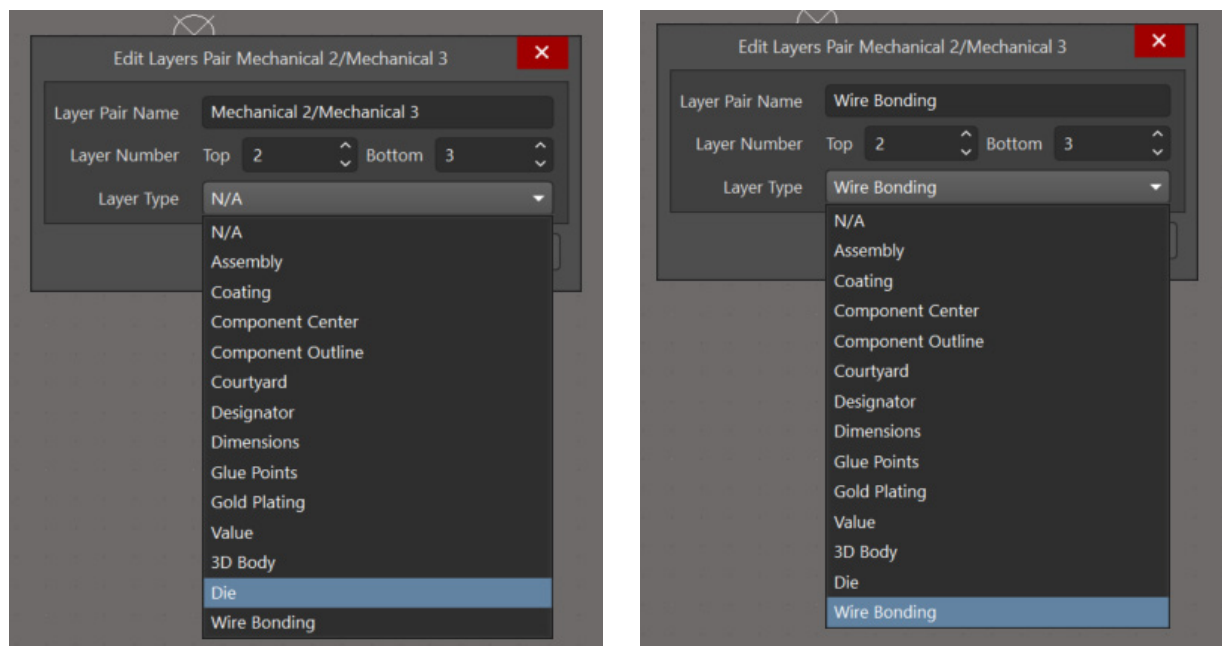 Edit Layers Pair Mechanical 2/Mechanical 3
Layer Pair Name Mechanical 2/Mechanical 3
Layer Number Top 2 Bottom 3
Layer Type N/A
N/A
Assembly
Coating
Component Center
Component Outline
Courtyard
Designator
Dimensions
Glue Points
Gold Plating
Value
3D Body
Die
Wire Bonding
Edit Layers Pair Mechanical 2/Mechanical 3
Layer Pair Name Wire Bonding
Layer Number Top 2 Bottom 3
Layer Type Wire Bonding
N/A
Assembly
Coating
Component Center
Component Outline
Courtyard
Designator
Dimensions
Glue Points
Gold Plating
Value
3D Body
Die
Wire Bonding